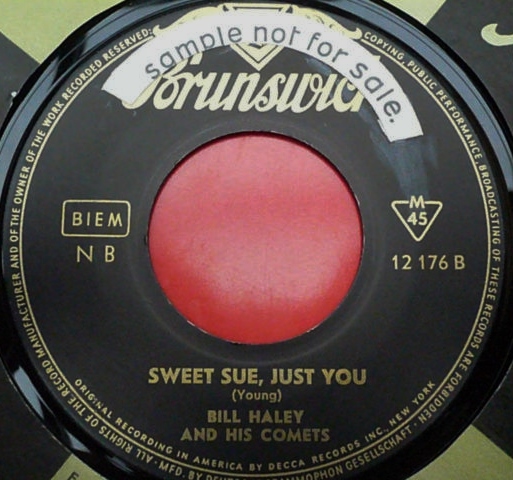 sample not for sale.
Brunswick
BIEM
N B
M
45
12 176 B
SWEET SUE, JUST YOU
(Young)
BILL HALEY
AND HIS COMETS
ORIGINAL RECORDING IN AMERICA BY DECCA RECORDS INC., NEW YORK
ALL RIGHTS OF THE RECORD MANUFACTURER AND OF THE OWNER OF THE WORK RECORDED RESERVED.
COPYING, PUBLIC PERFORMANCE, BROADCASTING OF THESE RECORDS ARE FORBIDDEN
MFD. BY DEUTSCHE GRAMMOPHON GESELLSCHAFT